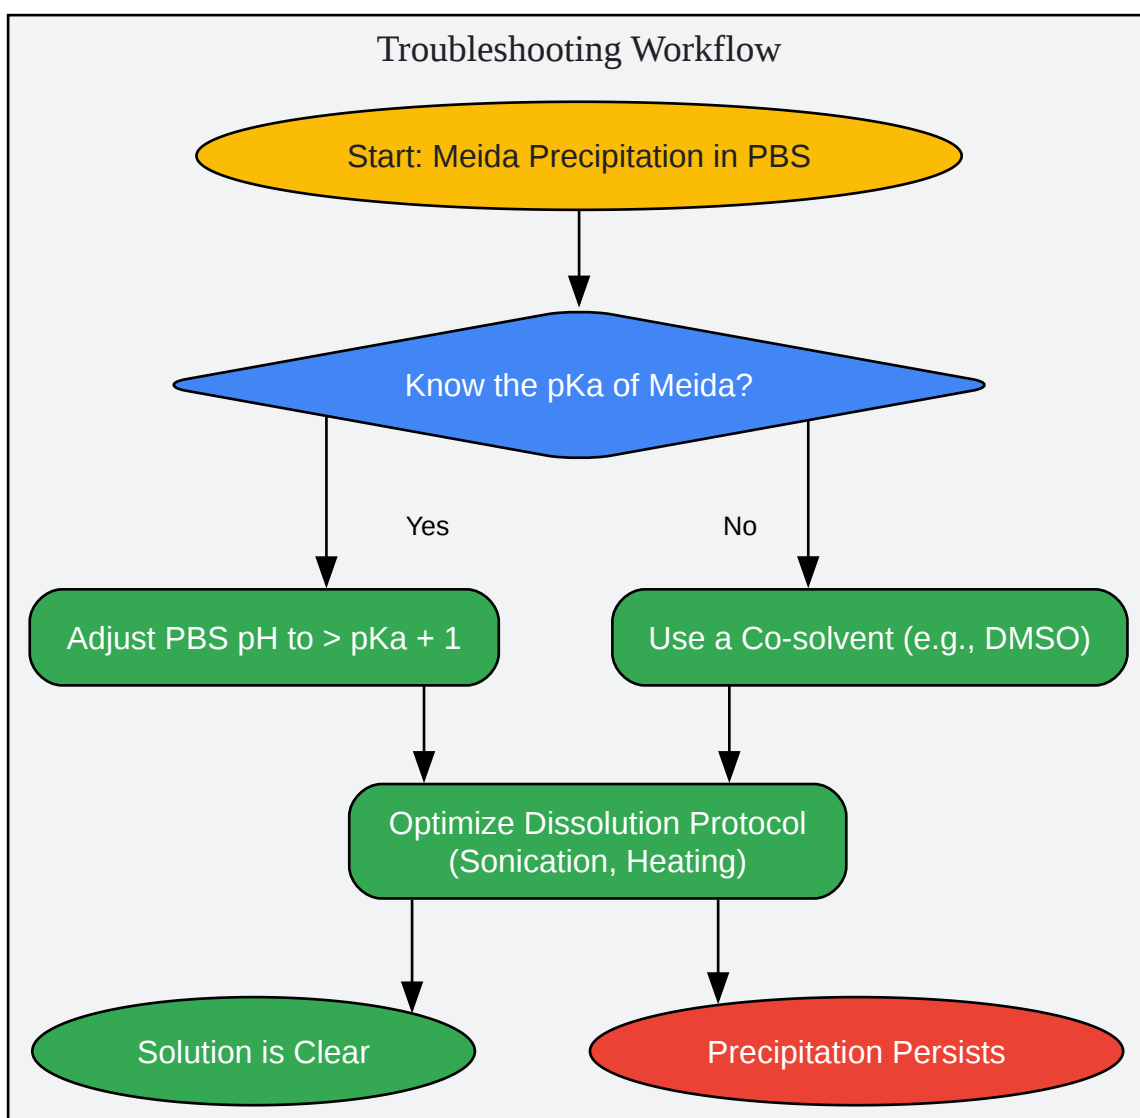 Troubleshooting Workflow
Start: Meida Precipitation in PBS
Know the pKa of Meida?
Yes
No
Adjust PBS pH to > pKa + 1
Use a Co-solvent (e.g., DMSO)
Optimize Dissolution Protocol
(Sonication, Heating)
Solution is Clear
Precipitation Persists